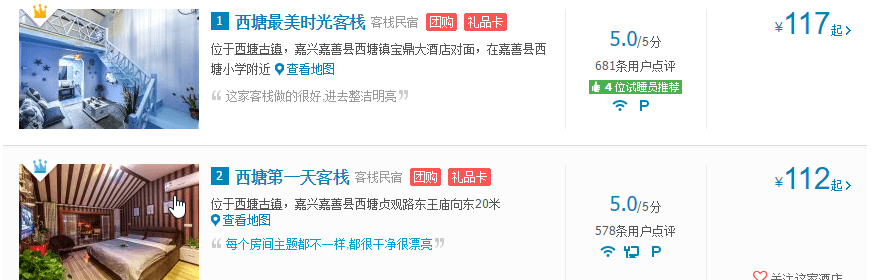 1 西塘最美时光客栈 客栈民宿 团购 礼品卡
位于西塘古镇，嘉兴嘉善县西塘镇宝鼎大酒店对面，在嘉善县西
塘小学附近 查看地图
“ 这家客栈做的很好,进去整洁明亮 ”
5.0/5分
681条用户点评
4 位试睡员推荐
P
¥117起
2 西塘第一天客栈 客栈民宿 团购 礼品卡
位于西塘古镇，嘉兴嘉善县西塘贞观路东王庙向东20米
查看地图
“ 每个房间主题都不一样,都很干净很漂亮 ”
5.0/5分
578条用户点评
P
¥112起
关注这家酒店